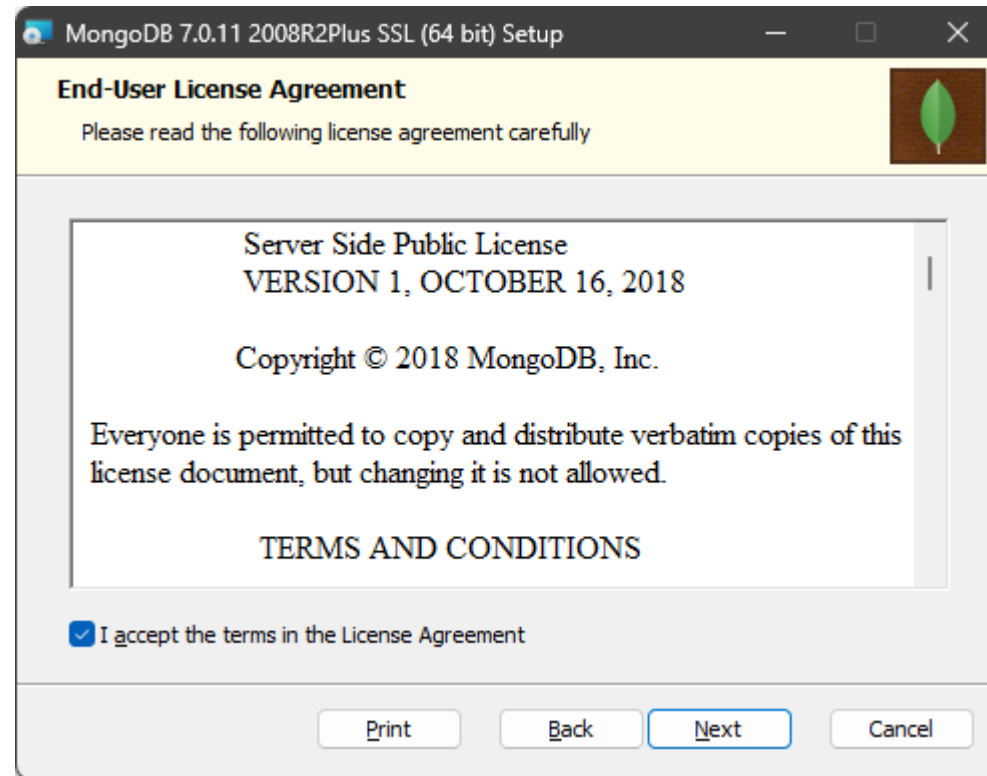 MongoDB 7.0.11 2008R2Plus SSL (64 bit) Setup
End-User License Agreement
Please read the following license agreement carefully
Server Side Public License
VERSION 1, OCTOBER 16, 2018
Copyright © 2018 MongoDB, Inc.
Everyone is permitted to copy and distribute verbatim copies of this
license document, but changing it is not allowed.
TERMS AND CONDITIONS
I accept the terms in the License Agreement
Print Back Next Cancel